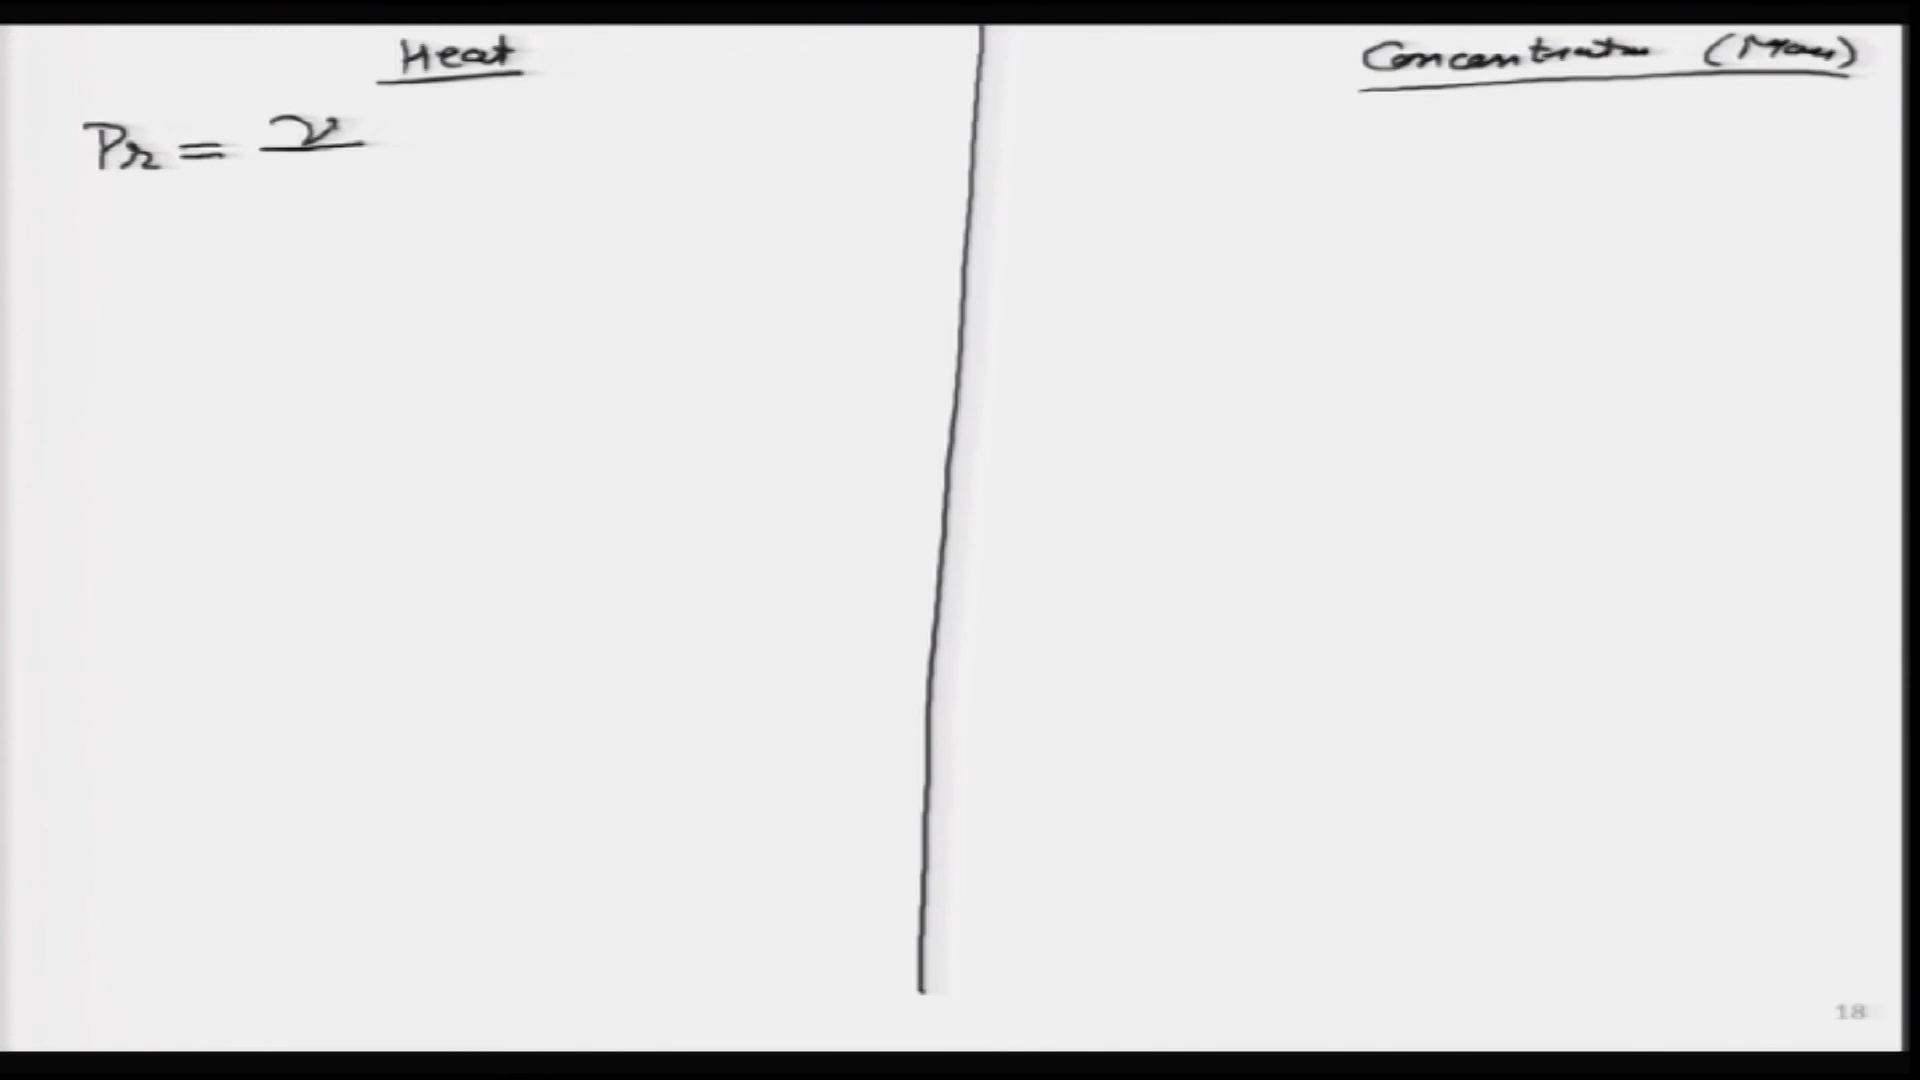 Heat
Concentration (Mass)
Pr = ν
18